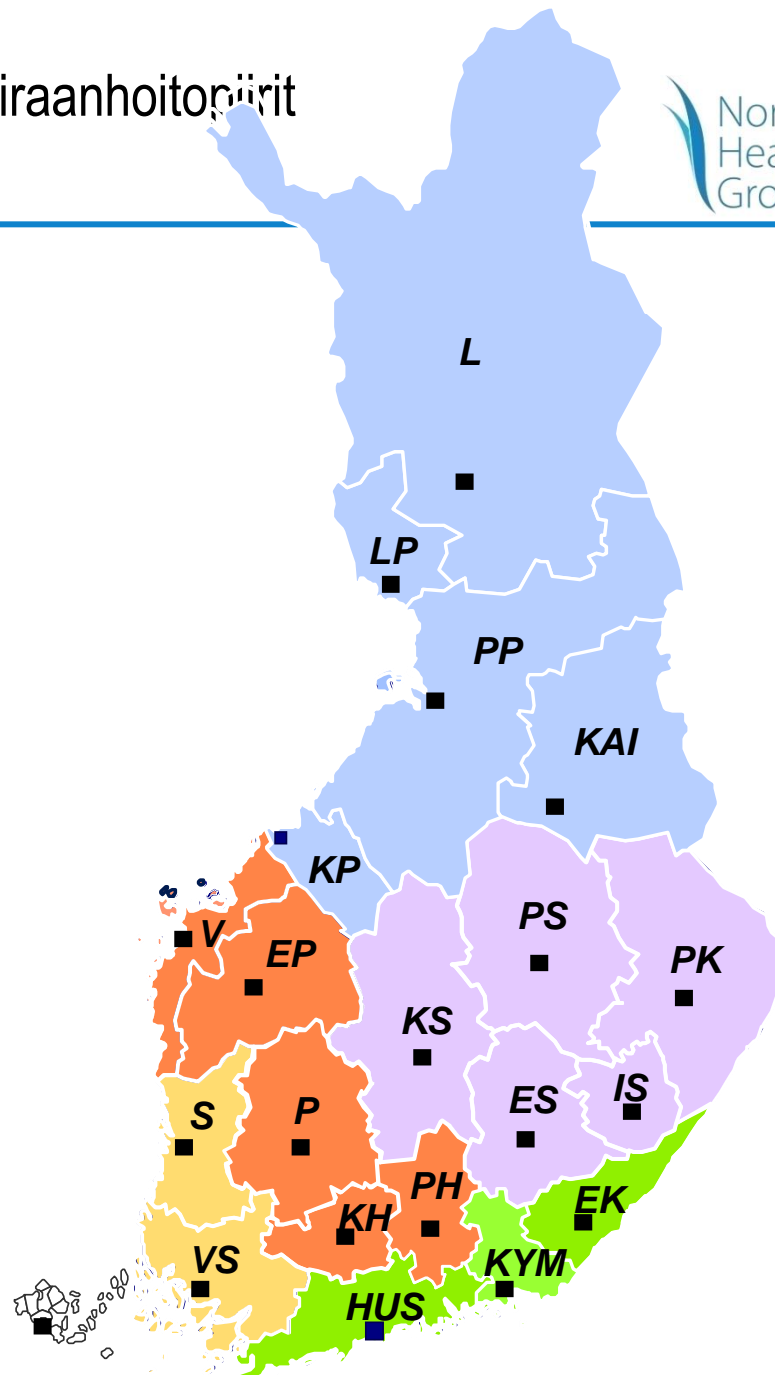 iraanhoitopiirit
Nor
Hea
Gro
L
LP
PP
KAI
KP
PS
V
EP
PK
KS
IS
ES
S
P
PH
EK
KH
VS
KYM
HUS